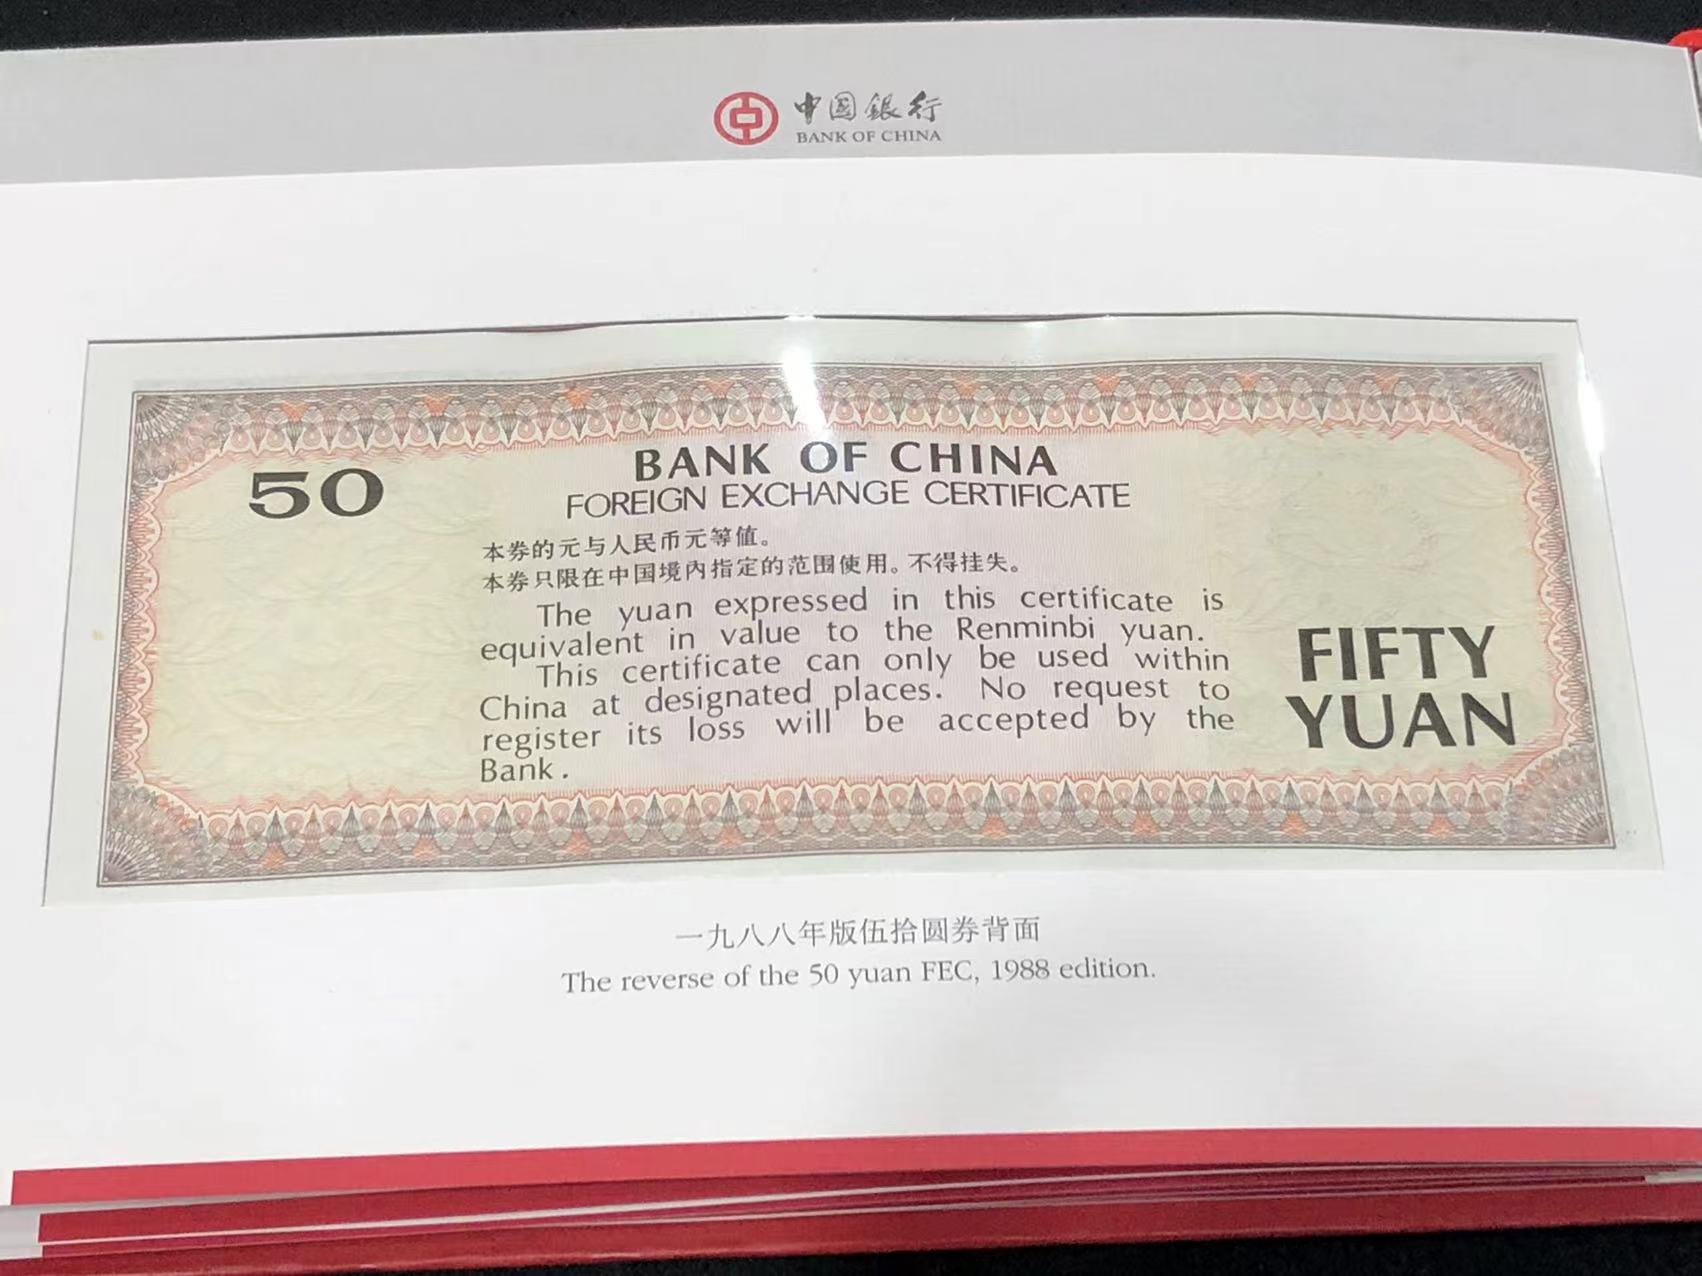 中国銀行
BANK OF CHINA
50
BANK OF CHINA
FOREIGN EXCHANGE CERTIFICATE
本券的元与人民币元等值。
本券只限在中国境内指定的范围使用。不得挂失。
The yuan expressed in this certificate is
equivalent in value to the Renminbi yuan.
This certificate can only be used within
China at designated places. No request to
register its loss will be accepted by the
Bank.
FIFTY
YUAN
一九八八年版伍拾圆券背面
The reverse of the 50 yuan FEC, 1988 edition.